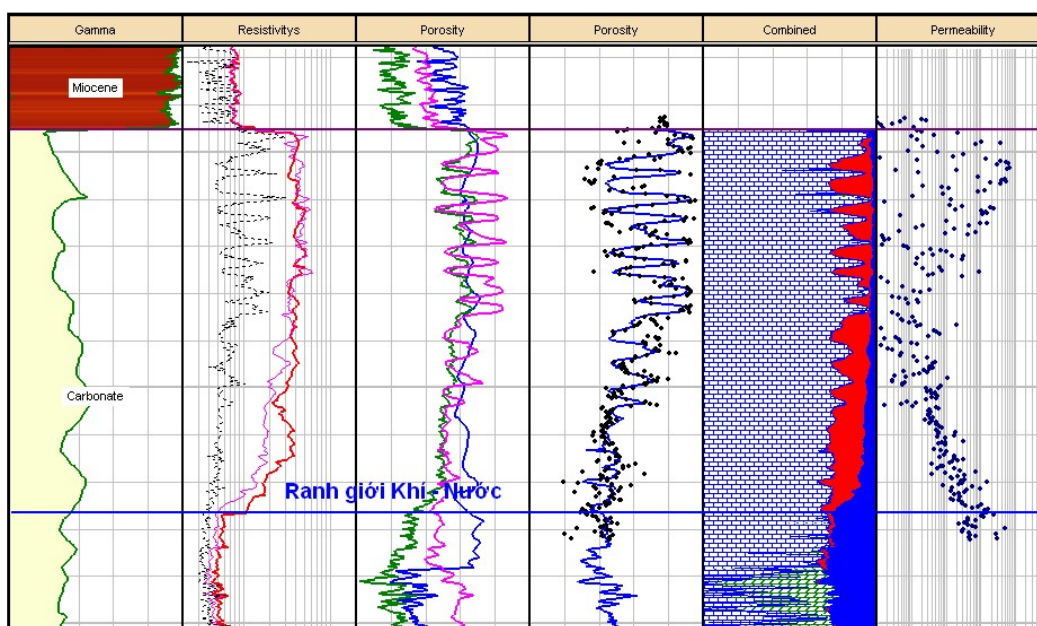 Gamma
Resistivitys
Porosity
Porosity
Combined
Permeability
Miocene
Carbonate
Ranh giới Khí - Nước